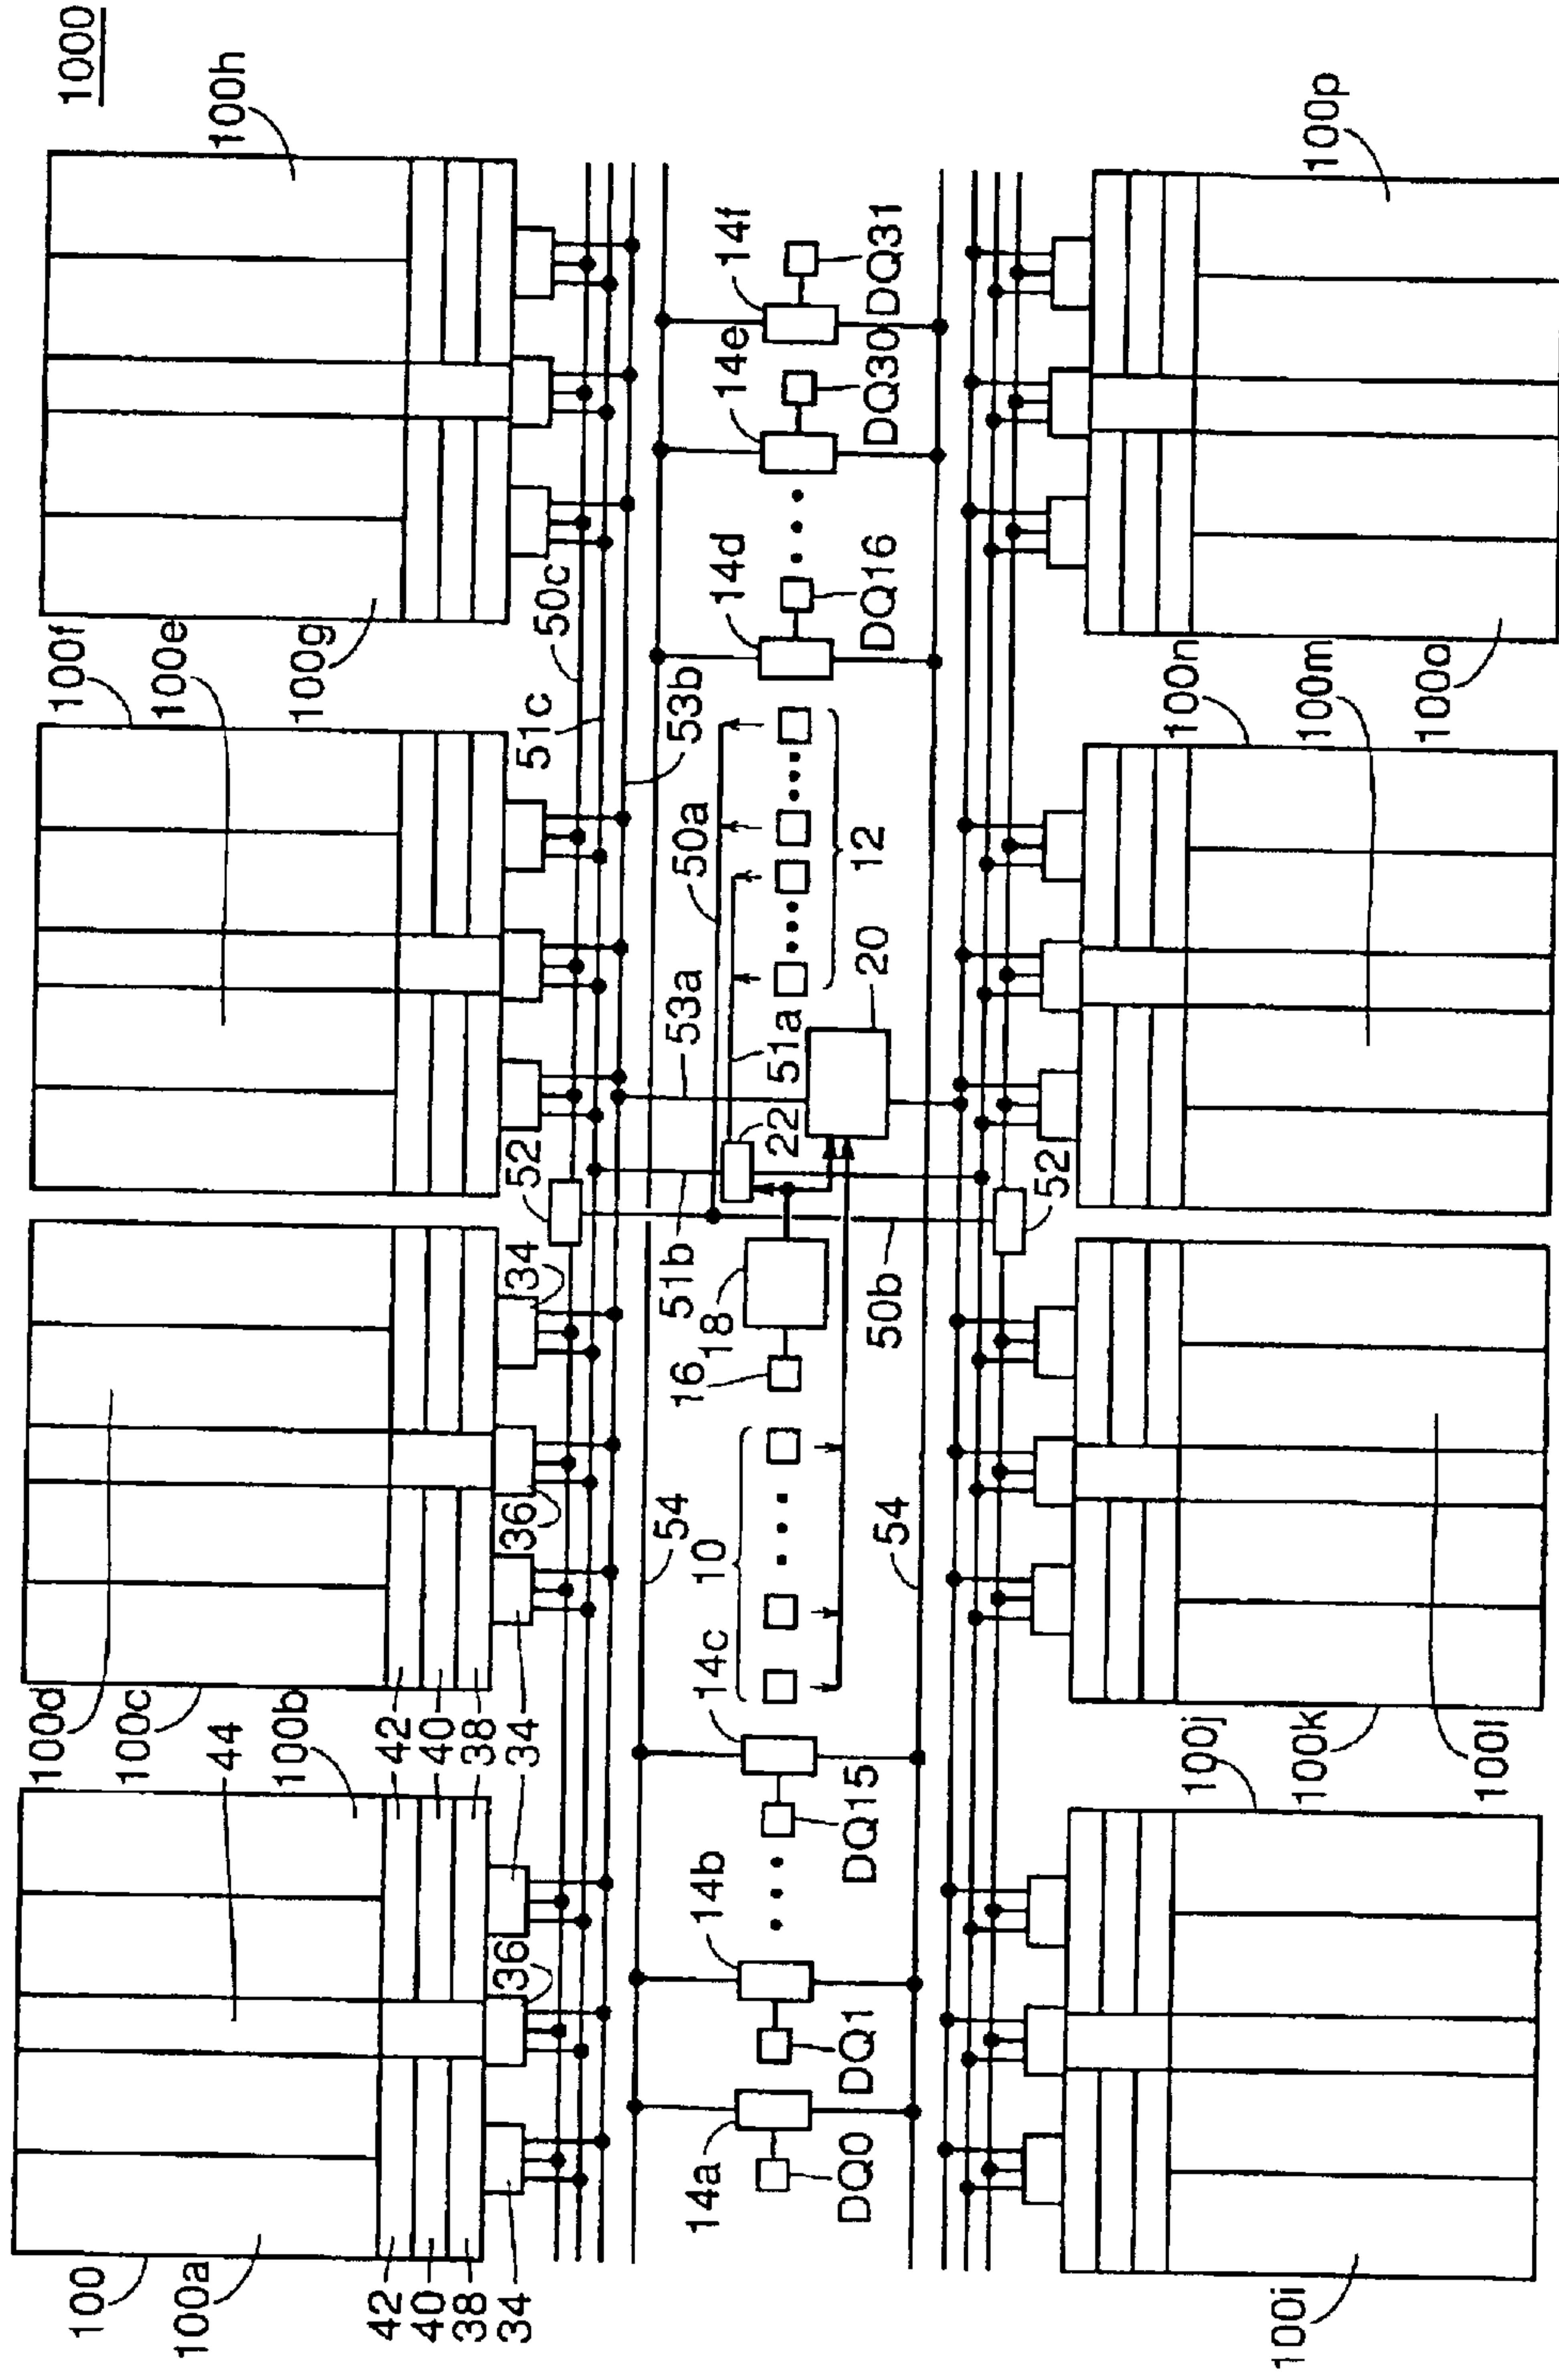 1000
100
100a
44
100b
100c
100d
100e
100f
100g
100h
42
40
38
34
42
40
38
34
36
34
36
34
52
51c
50c
53b
54
53a
50a
51b
51a
22
18
16
10
14a
14b
14c
14d
14e
14f
DQ0
DQ1
DQ15
DQ16
DQ30
DQ31
20
12
50b
52
54
100i
100j
100k
100l
100m
100n
100o
100p